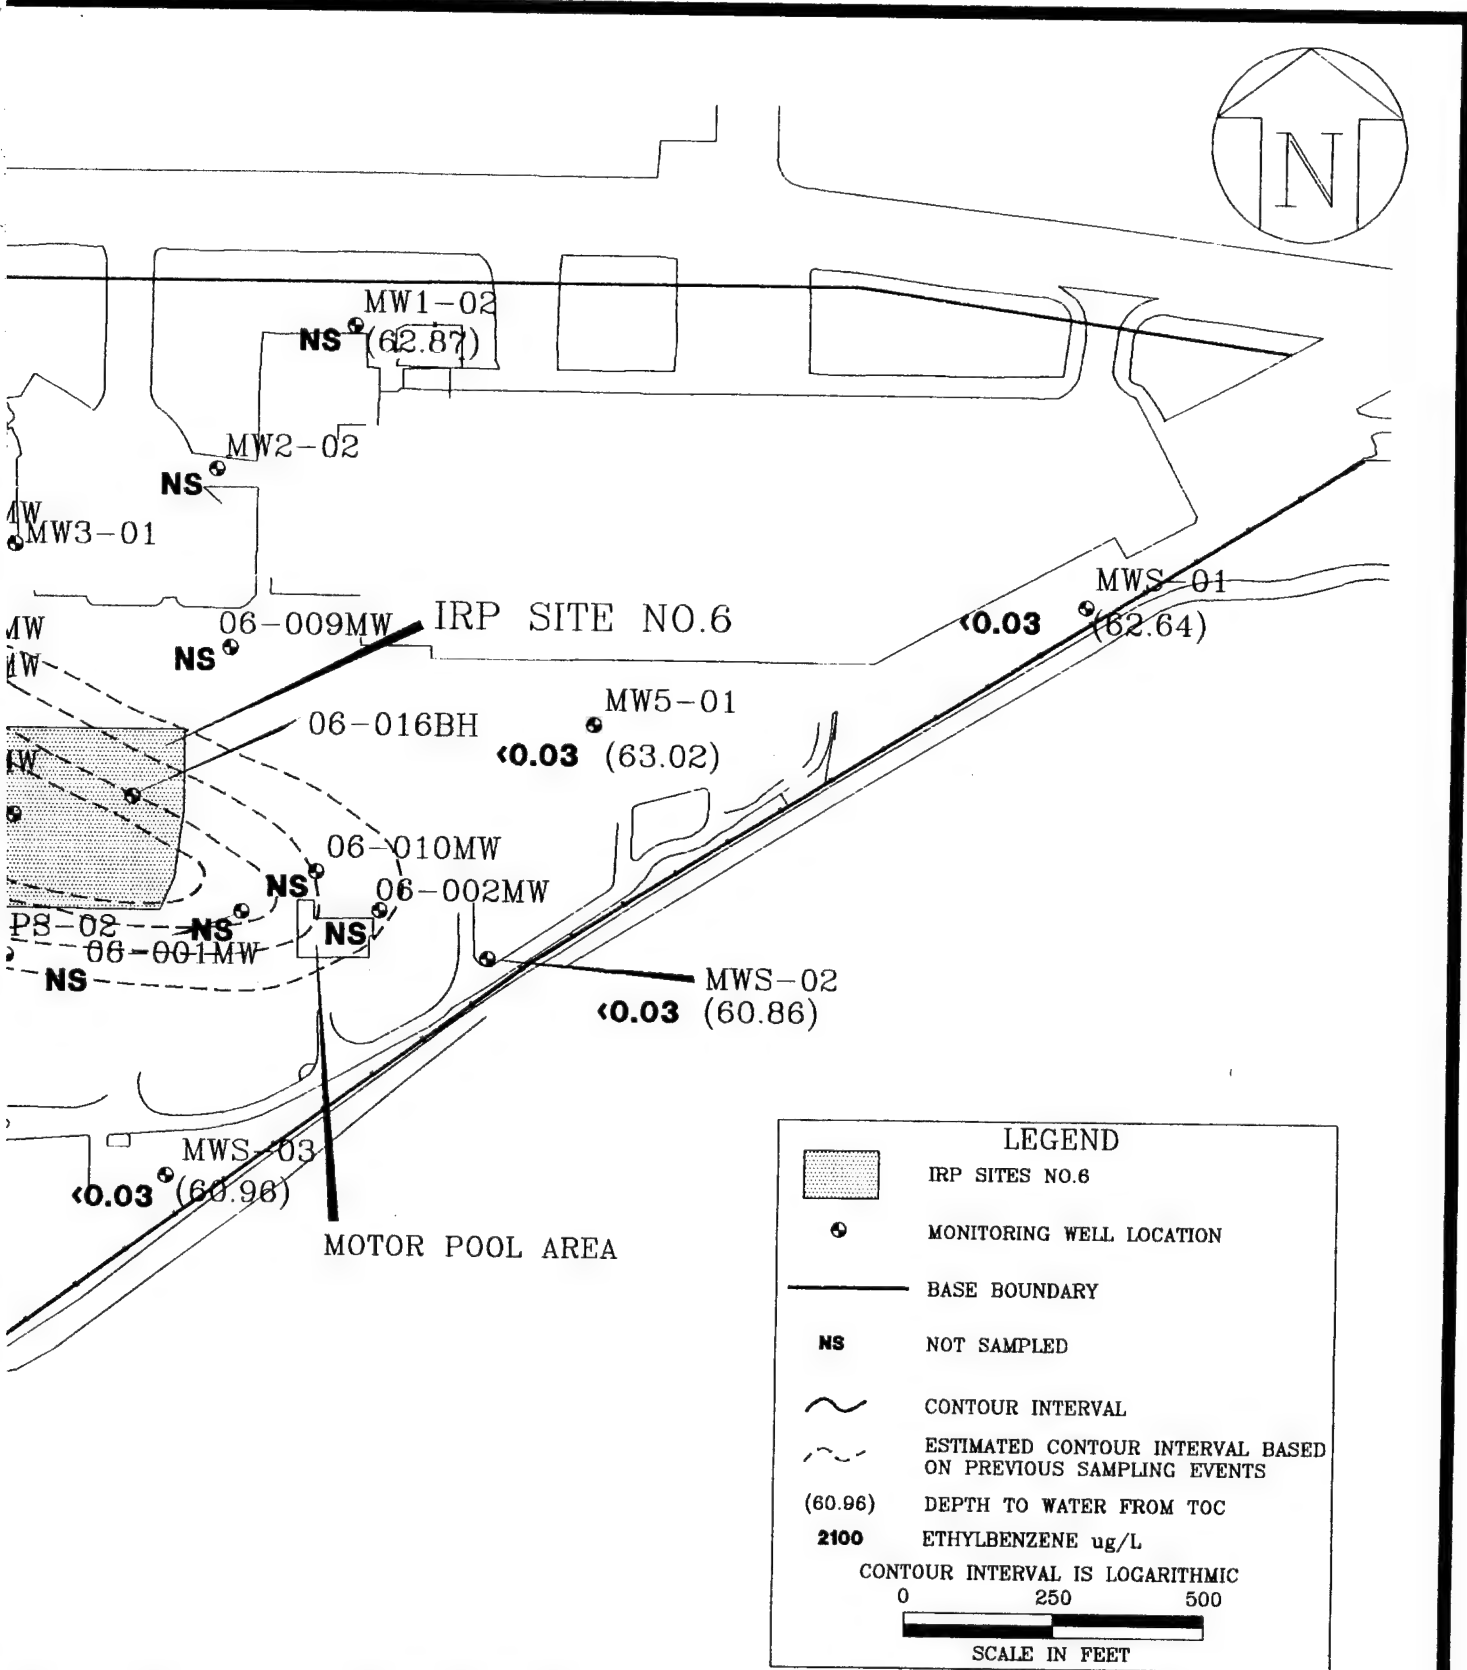 N
MW1-02
NS (62.87)
MW2-02
NS
MW
MW3-01
06-009MW
IRP SITE NO.6
MW
NS
MW
MWS-01
<0.03 (62.64)
MW5-01
<0.03 (63.02)
06-016BH
MW
06-010MW
NS
06-002MW
PS-02
NS
NS
06-001MW
NS
MWS-02
<0.03 (60.86)
MWS-03
<0.03 (60.96)
MOTOR POOL AREA
LEGEND
IRP SITES NO.6
MONITORING WELL LOCATION
BASE BOUNDARY
NS NOT SAMPLED
CONTOUR INTERVAL
ESTIMATED CONTOUR INTERVAL BASED
ON PREVIOUS SAMPLING EVENTS
(60.96) DEPTH TO WATER FROM TOC
2100 ETHYLBENZENE ug/L
CONTOUR INTERVAL IS LOGARITHMIC
0 250 500
SCALE IN FEET